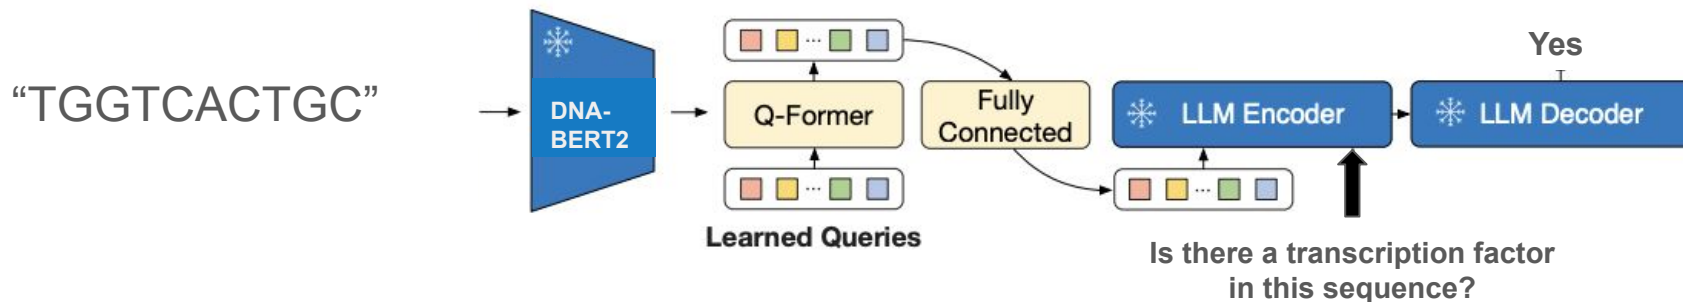 “TGGTCACTGC”
DNA-
BERT2
...
Q-Former
...
Learned Queries
Fully
Connected
LLM Encoder
...
Is there a transcription factor
in this sequence?
LLM Decoder
Yes